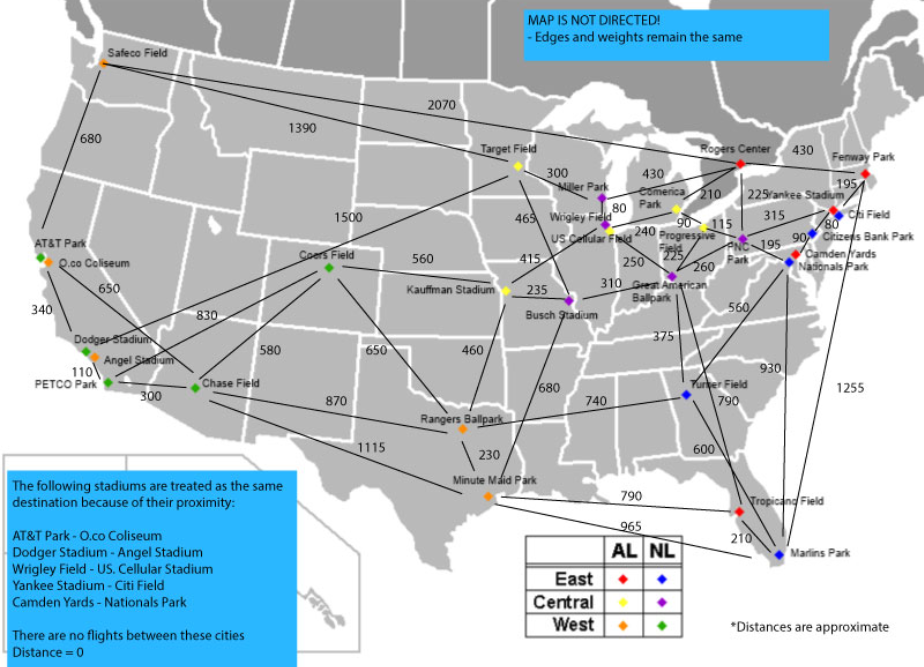 MAP IS NOT DIRECTED!
- Edges and weights remain the same
Safeco Field
2070
680
1390
Target Field
Rogers Center
430
Fenway Park
300
430
Miller Park
Comerica
Park
210
225
Yankee Stadium
195
80
Wrigley Field
465
315
Citi Field
1500
US Cellular Field
240
90
Progressive
Field
115
80
PNC
Park
Citizens Bank Park
90
195
AT&T Park
O.co Coliseum
Coors Field
560
415
250
225
260
Camden Yards
Nationals Park
650
Kauffman Stadium
235
310
Great American
Ballpark
340
830
Busch Stadium
560
Dodger Stadium
Angel Stadium
580
650
460
375
110
PETCO Park
300
Chase Field
680
930
Turner Field
1255
870
740
790
Rangers Ballpark
1115
230
600
Minute Maid Park
790
Tropicana Field
965
210
Marlins Park
The following stadiums are treated as the same
destination because of their proximity:
AT&T Park - O.co Coliseum
Dodger Stadium - Angel Stadium
Wrigley Field - US. Cellular Stadium
Yankee Stadium - Citi Field
Camden Yards - Nationals Park
There are no flights between these cities
Distance = 0
AL NL
East
Central
West
*Distances are approximate